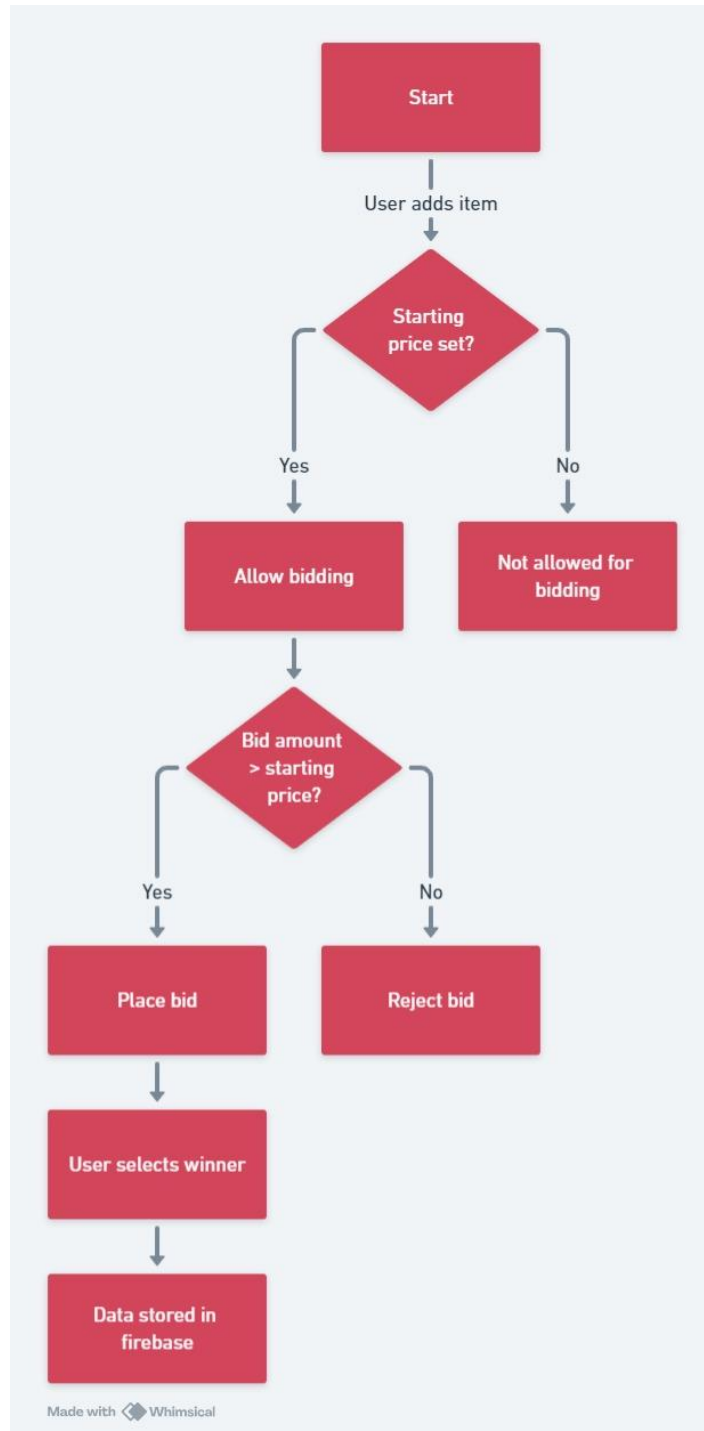 Start
User adds item
Starting
price set?
Yes
No
Allow bidding
Not allowed for
bidding
Bid amount
> starting
price?
Yes
No
Place bid
Reject bid
User selects winner
Data stored in
firebase
Made with Whimsical